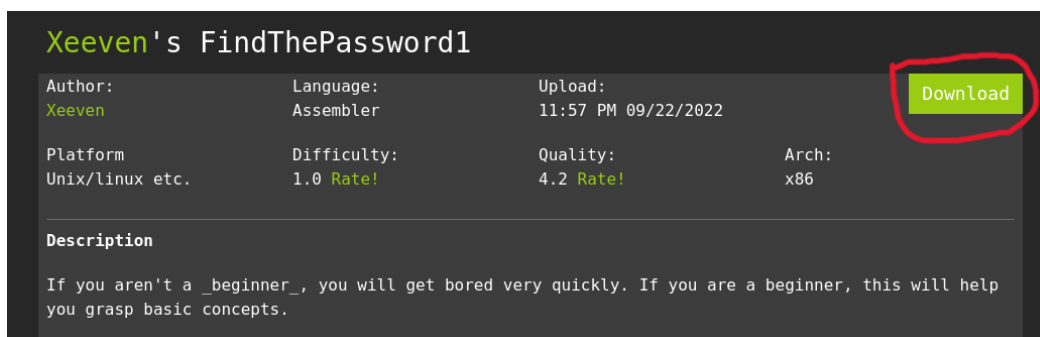 Xeeven's FindThePassword1
Author: Language: Upload:
Download
Xeeven Assembler 11:57 PM 09/22/2022
Platform Difficulty: Quality: Arch:
Unix/linux etc. 1.0 Rate! 4.2 Rate! x86
Description
If you aren't a _beginner_, you will get bored very quickly. If you are a beginner, this will help
you grasp basic concepts.